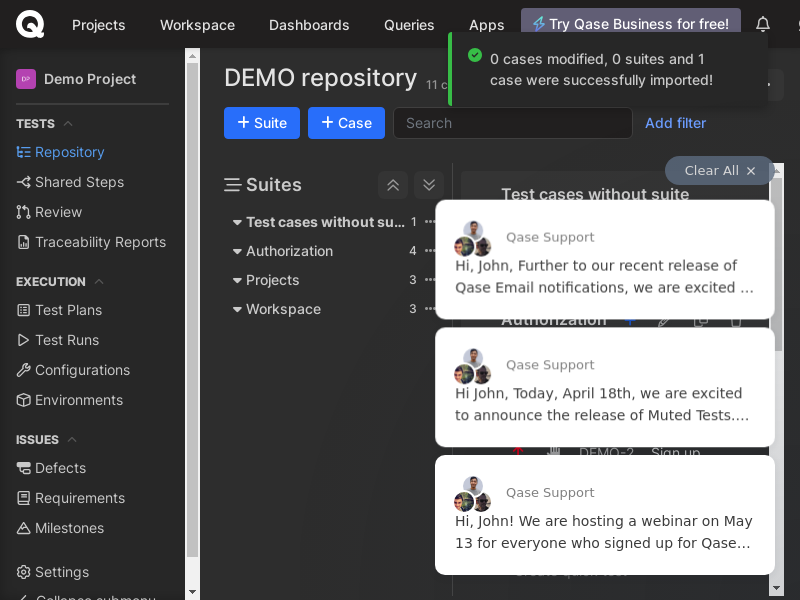 Projects
Workspace
Dashboards
Queries
Apps
Try Qase Business for free!
DP
Demo Project
TESTS
Repository
Shared Steps
Review
Traceability Reports
EXECUTION
Test Plans
Test Runs
Configurations
Environments
ISSUES
Defects
Requirements
Milestones
Settings
Collapse submenu
DEMO repository
11 c
0 cases modified, 0 suites and 1
case were successfully imported!
+ Suite
+ Case
Search
Add filter
Suites
Test cases without su... 1
Authorization 4
Projects 3
Workspace 3
Test cases without suite
Clear All ×
Qase Support
Hi, John, Further to our recent release of
Qase Email notifications, we are excited ...
Authorization
Qase Support
Hi John, Today, April 18th, we are excited
to announce the release of Muted Tests....
DEMO-2 Sign up
Qase Support
Hi, John! We are hosting a webinar on May
13 for everyone who signed up for Qase...
Create quick test